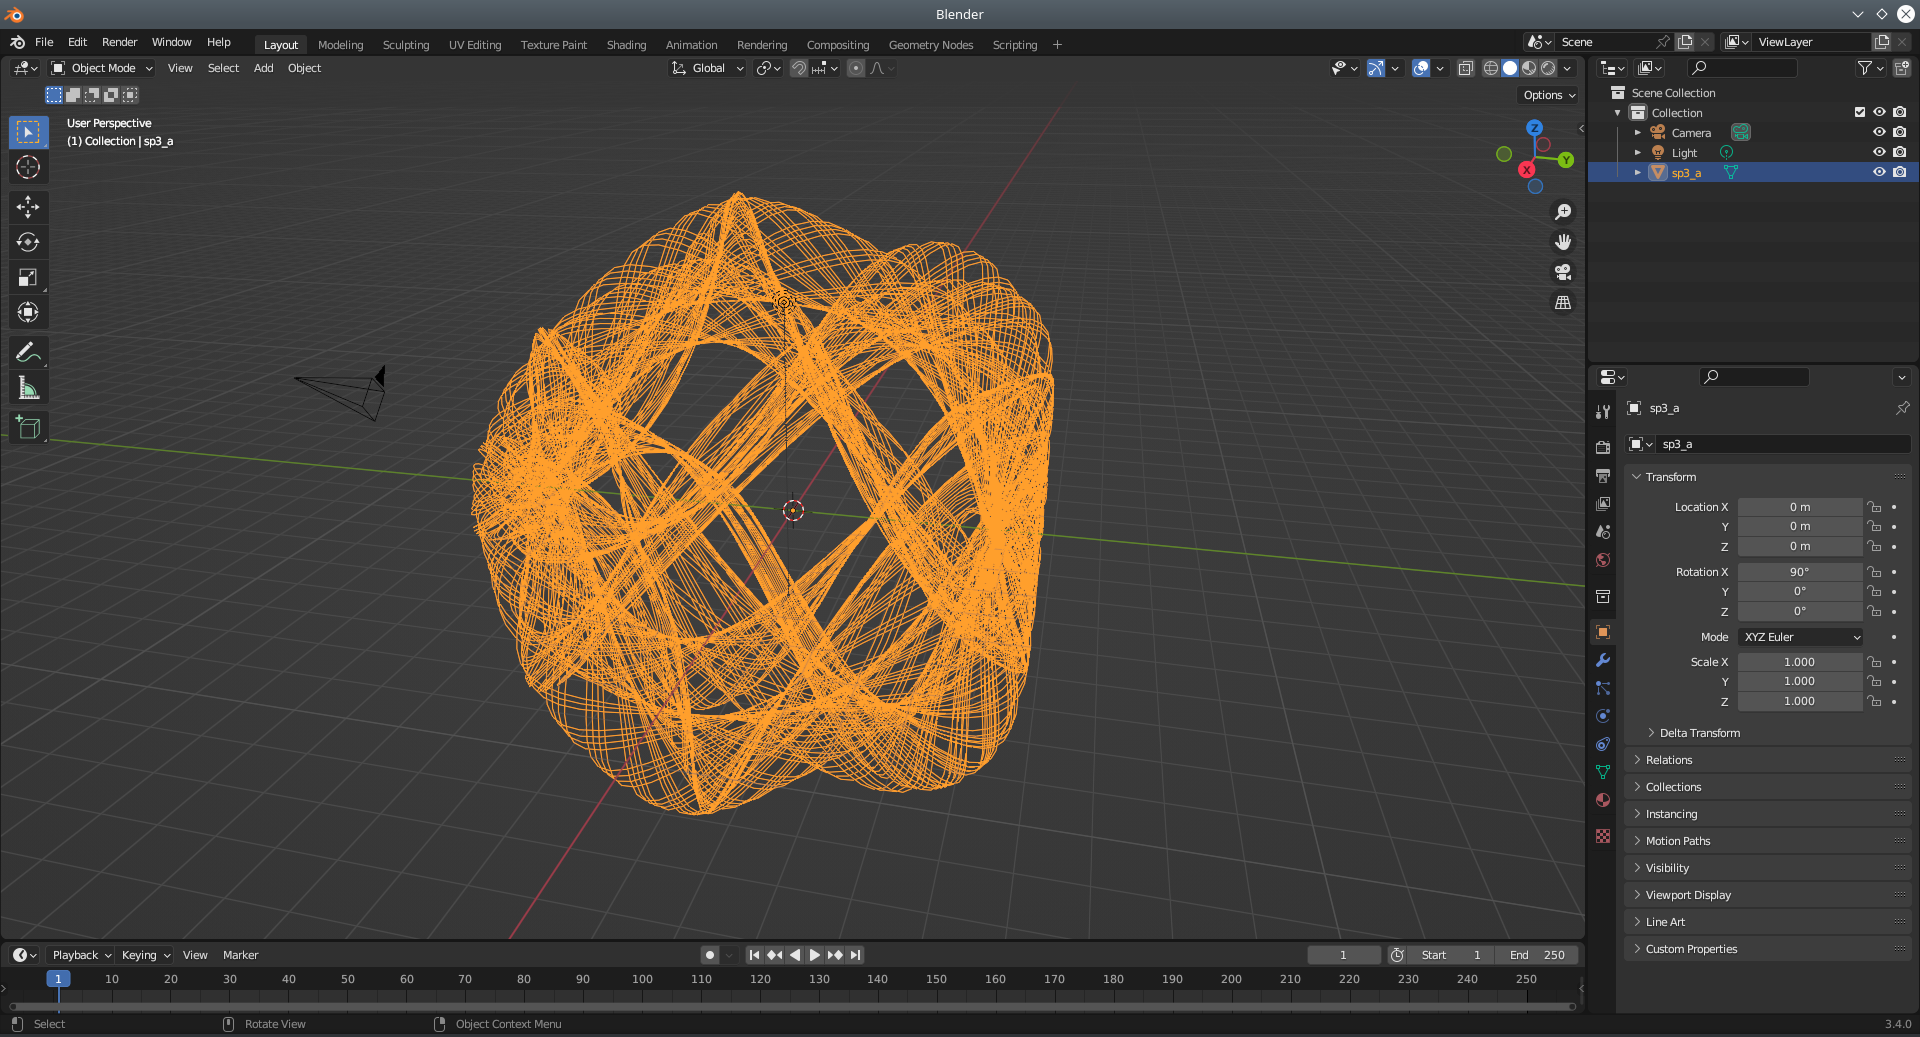 Blender
File Edit Render Window Help Layout Modeling Sculpting UV Editing Texture Paint Shading Animation Rendering Compositing Geometry Nodes Scripting + Scene ViewLayer
Object Mode View Select Add Object Global
Options
User Perspective
(1) Collection | sp3_a
Z
Y
X
Scene Collection
Collection
Camera
Light
sp3_a
sp3_a
sp3_a
Transform
Location X 0 m
Y 0 m
Z 0 m
Rotation X 90°
Y 0°
Z 0°
Mode XYZ Euler
Scale X 1.000
Y 1.000
Z 1.000
Delta Transform
Relations
Collections
Instancing
Motion Paths
Visibility
Viewport Display
Line Art
Custom Properties
Playback Keying View Marker 1 Start 1 End 250
1 10 20 30 40 50 60 70 80 90 100 110 120 130 140 150 160 170 180 190 200 210 220 230 240 250
Select Rotate View Object Context Menu 3.4.0